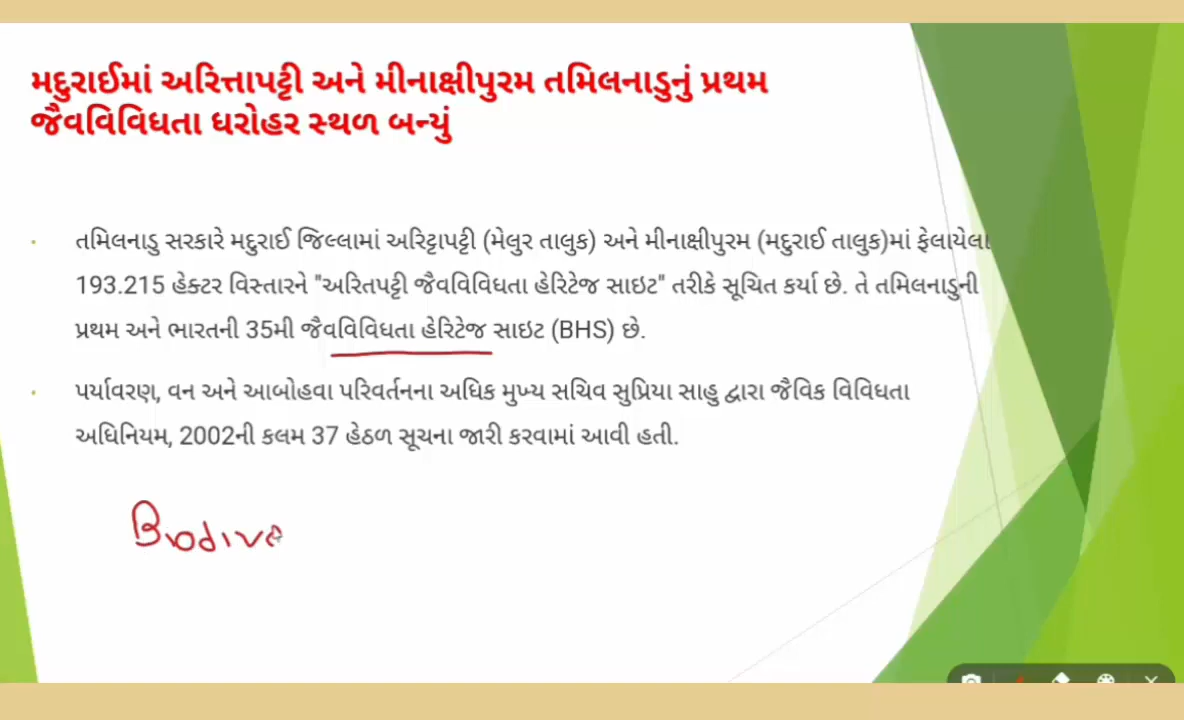 મદુરાઈમાં અરિત્તાપટ્ટી અને મીનાક્ષીપુરમ તમિલનાડુનું પ્રથમ
જૈવવિવિધતા ધરોહર સ્થળ બન્યું
તમિલનાડુ સરકારે મદુરાઈ જિલ્લામાં અરિટ્ટાપટ્ટી (મેલુર તાલુક) અને મીનાક્ષીપુરમ (મદુરાઈ તાલુક)માં ફેલાયેલા
193.215 હેક્ટર વિસ્તારને "અરિતપટ્ટી જૈવવિવિધતા હેરિટેજ સાઇટ" તરીકે સૂચિત કર્યા છે. તે તમિલનાડુની
પ્રથમ અને ભારતની 35મી જૈવવિવિધતા હેરિટેજ સાઇટ (BHS) છે.
પર્યાવરણ, વન અને આબોહવા પરિવર્તનના અધિક મુખ્ય સચિવ સુપ્રિયા સાહુ દ્વારા જૈવિક વિવિધતા
અધિનિયમ, 2002ની કલમ 37 હેઠળ સૂચના જારી કરવામાં આવી હતી.
Biodive